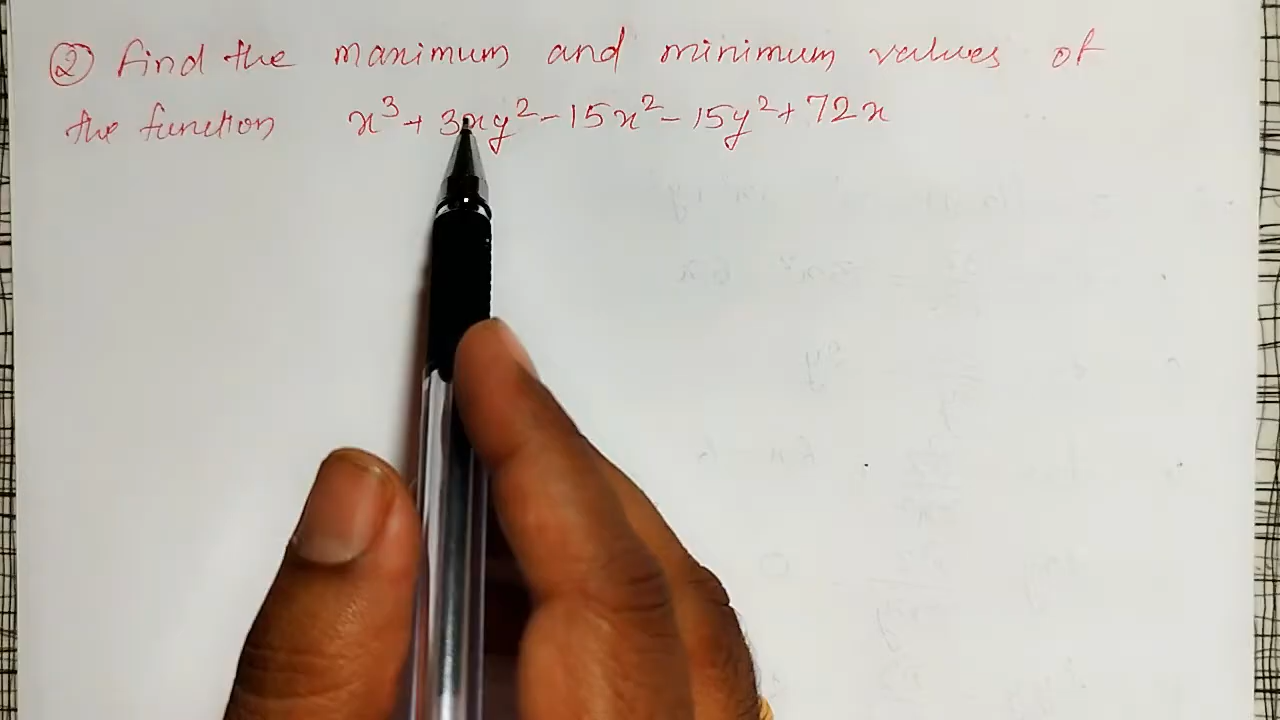 ② Find the maximum and minimum values of
the function x³ + 3xy² - 15x² - 15y² + 72x